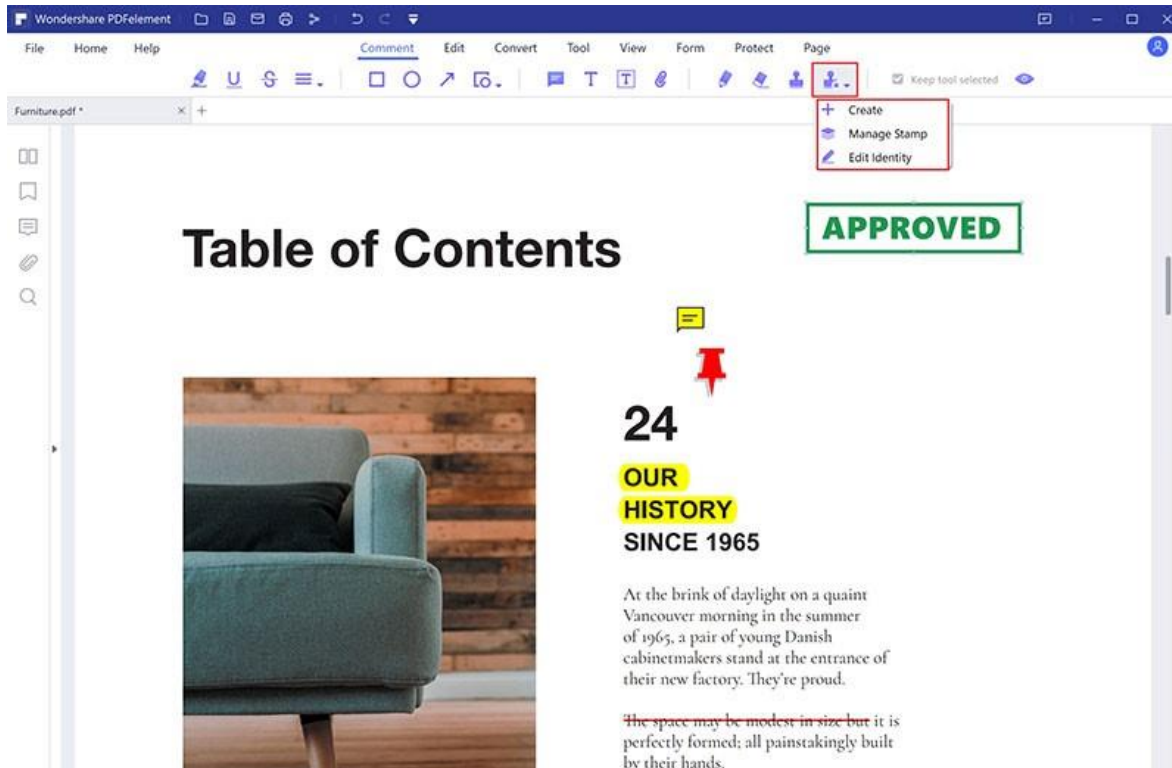 Wondershare PDFelement
File Home Help Comment Edit Convert Tool View Form Protect Page
Keep tool selected
Furniture.pdf *
Create
Manage Stamp
Edit Identity
APPROVED
Table of Contents
24
OUR
HISTORY
SINCE 1965
At the brink of daylight on a quaint
Vancouver morning in the summer
of 1965, a pair of young Danish
cabinetmakers stand at the entrance of
their new factory. They're proud.
The space may be modest in size but it is
perfectly formed; all painstakingly built
by their hands.